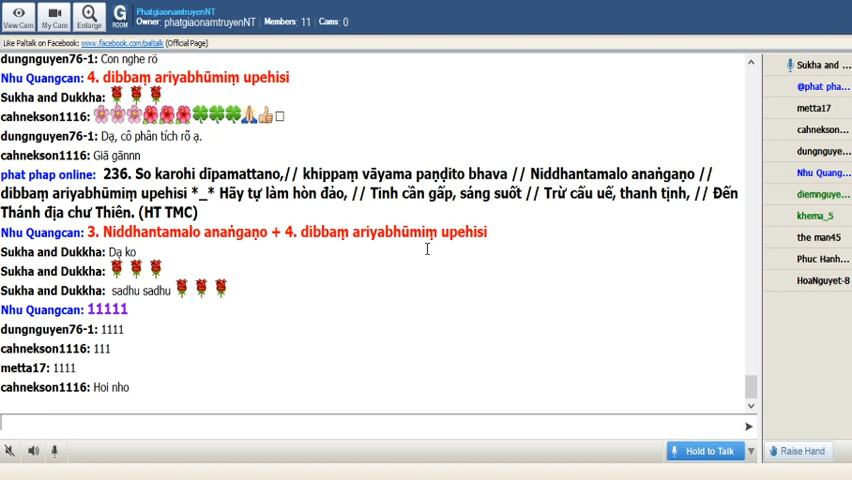 PhatgiaonamtruyenNT
Owner: phatgiaonamtruyenNT Members: 11 Cams: 0
View Cam My Cam Enlarge G ROOM
Like Paltalk on Facebook: www.facebook.com/paltalk (Official Page)
dungnguyen76-1: Con nghe rõ
Nhu Quangcan: 4. dibbaṃ ariyabhūmiṃ upehisi
Sukha and Dukkha:
cahnekson1116:
dungnguyen76-1: Dạ, cô phân tích rõ ạ.
cahnekson1116: Giã gãnnn
phat phap online: 236. So karohi dīpamattano,// khippaṃ vāyama paṇḍito bhava // Niddhantamalo anaṅgaṇo //
dibbaṃ ariyabhūmiṃ upehisi *_* Hãy tự làm hòn đảo, // Tinh cần gấp, sáng suốt // Trừ cấu uế, thanh tịnh, // Đến
Thánh địa chư Thiên. (HT TMC)
Nhu Quangcan: 3. Niddhantamalo anaṅgaṇo + 4. dibbaṃ ariyabhūmiṃ upehisi
Sukha and Dukkha: Dạ ko
Sukha and Dukkha:
Sukha and Dukkha: sadhu sadhu
Nhu Quangcan: 11111
dungnguyen76-1: 1111
cahnekson1116: 111
metta17: 1111
cahnekson1116: Hoi nho
Sukha and ...
@phat pha...
metta17
cahnekson...
dungnguye...
Nhu Quang...
diemnguye...
khema_5
the man45
Phuc Hanh...
HoaNguyet-8
Hold to Talk
Raise Hand